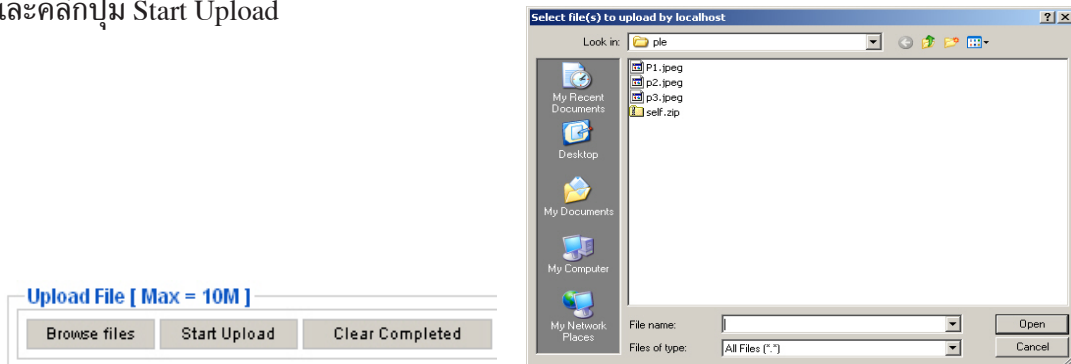 และคลิกปุ่ม Start Upload
Select file(s) to upload by localhost
Look in:
ple
P1.jpeg
p2.jpeg
p3.jpeg
self.zip
My Recent
Documents
Desktop
My Documents
My Computer
My Network
Places
File name:
Open
Files of type:
All Files (*.*)
Cancel
Upload File [ Max = 10M ]
Browse files
Start Upload
Clear Completed